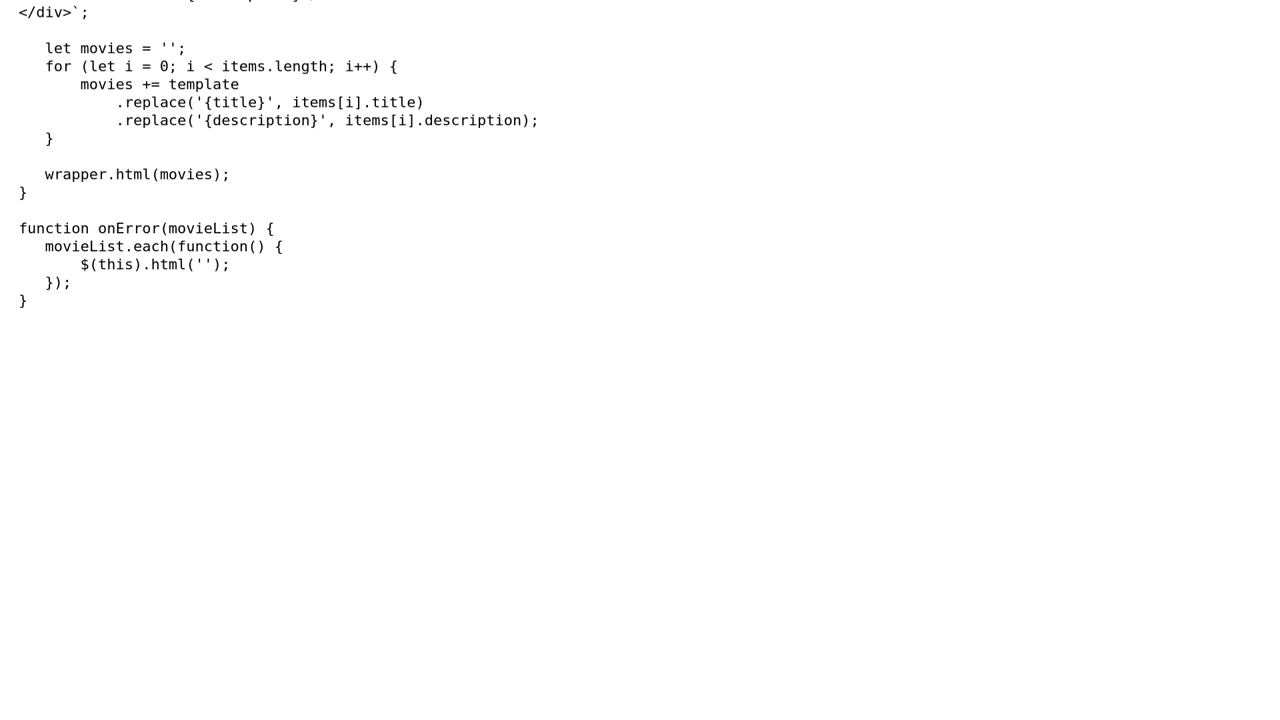 </div>`;
let movies = '';
for (let i = 0; i < items.length; i++) {
movies += template
.replace('{title}', items[i].title)
.replace('{description}', items[i].description);
}
wrapper.html(movies);
}
function onError(movieList) {
movieList.each(function() {
$(this).html('');
});
}